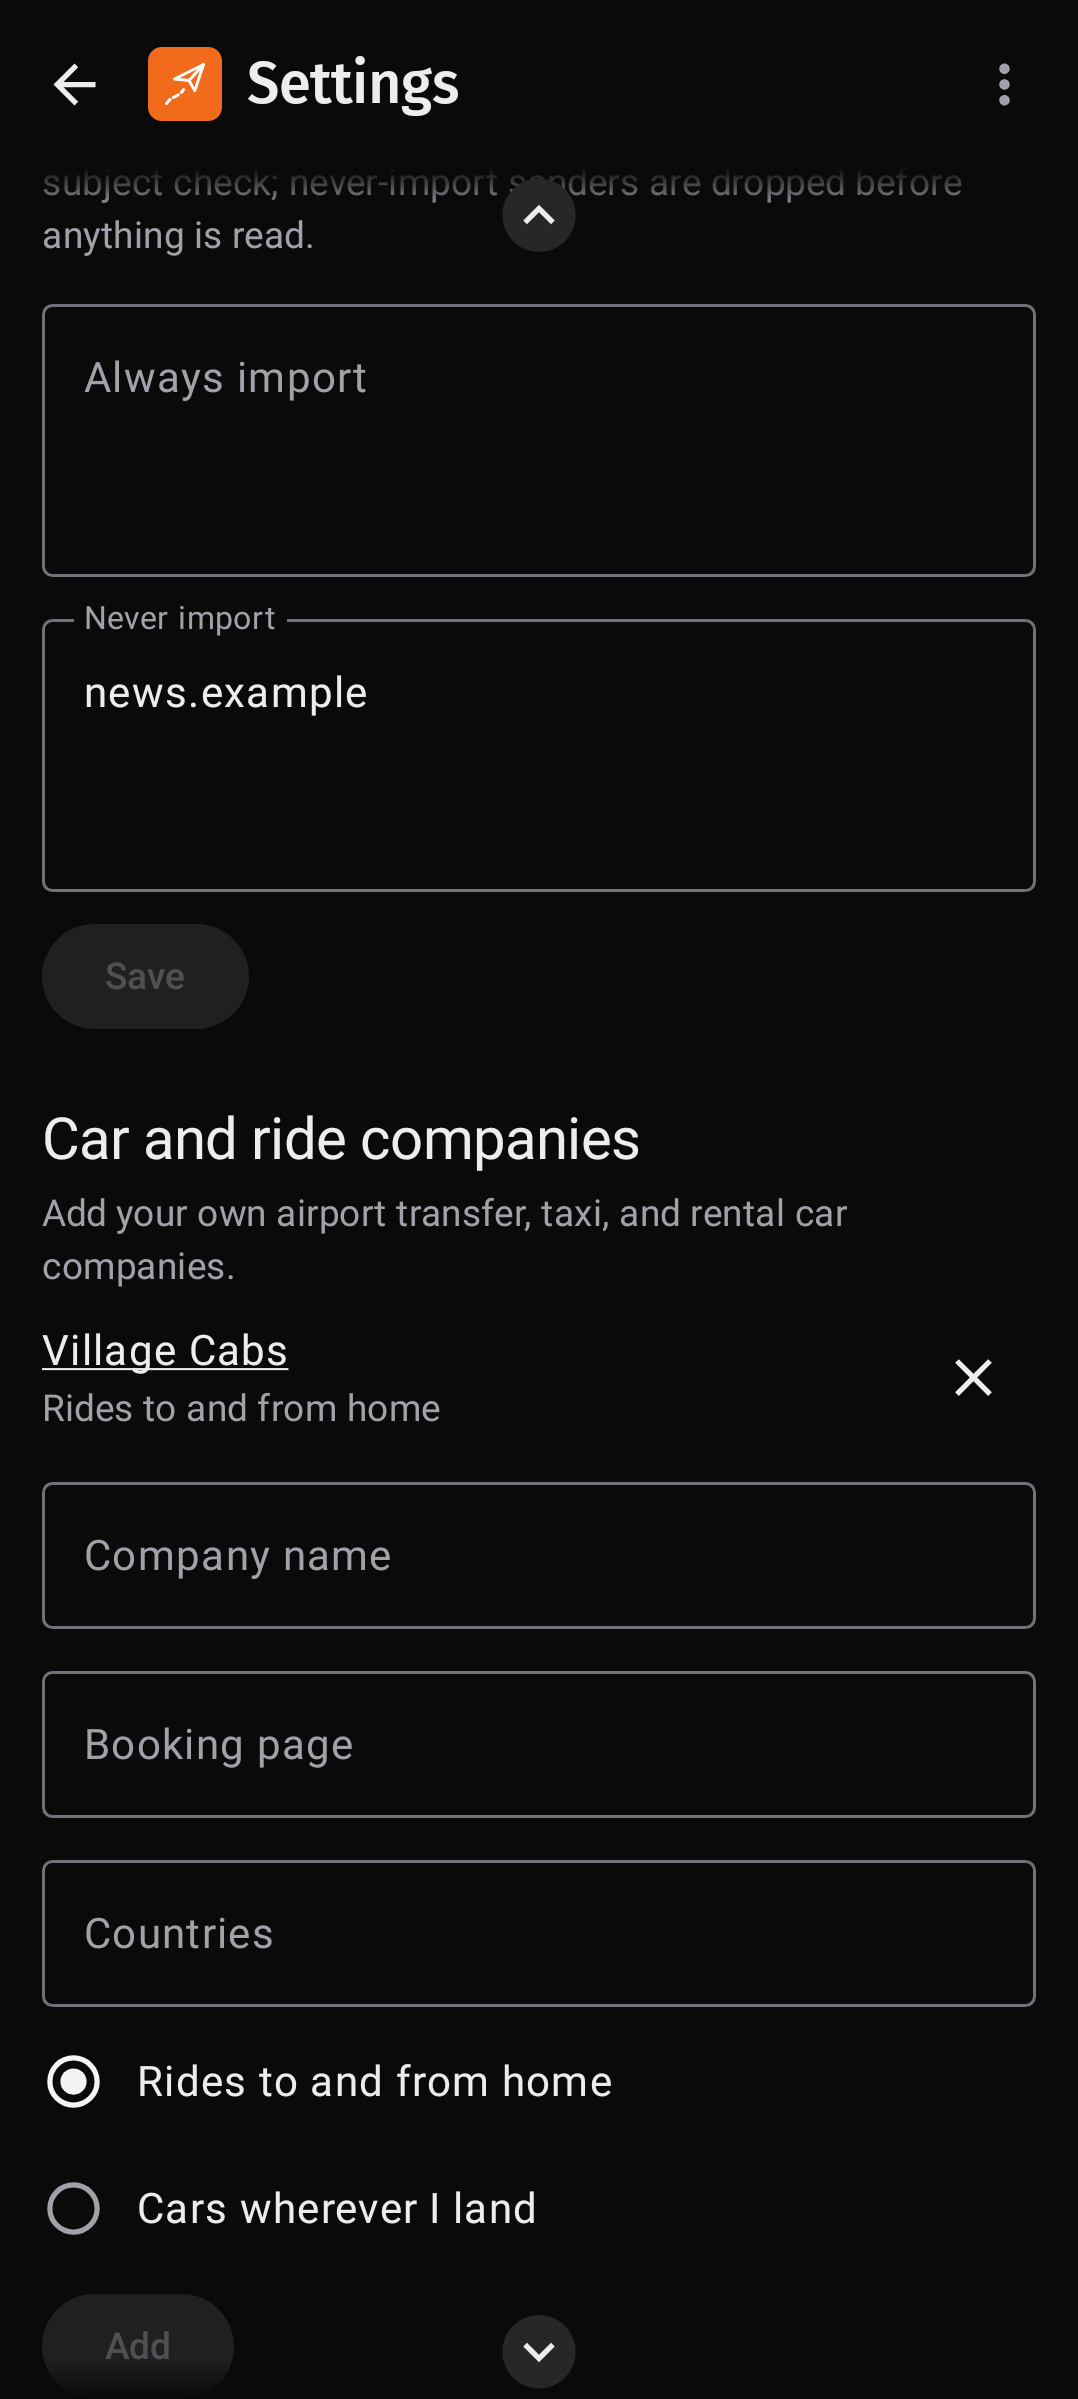 Settings
subject check; never-import senders are dropped before
anything is read.
Always import
Never import
news.example
Save
Car and ride companies
Add your own airport transfer, taxi, and rental car
companies.
Village Cabs
Rides to and from home
Company name
Booking page
Countries
Rides to and from home
Cars wherever I land
Add